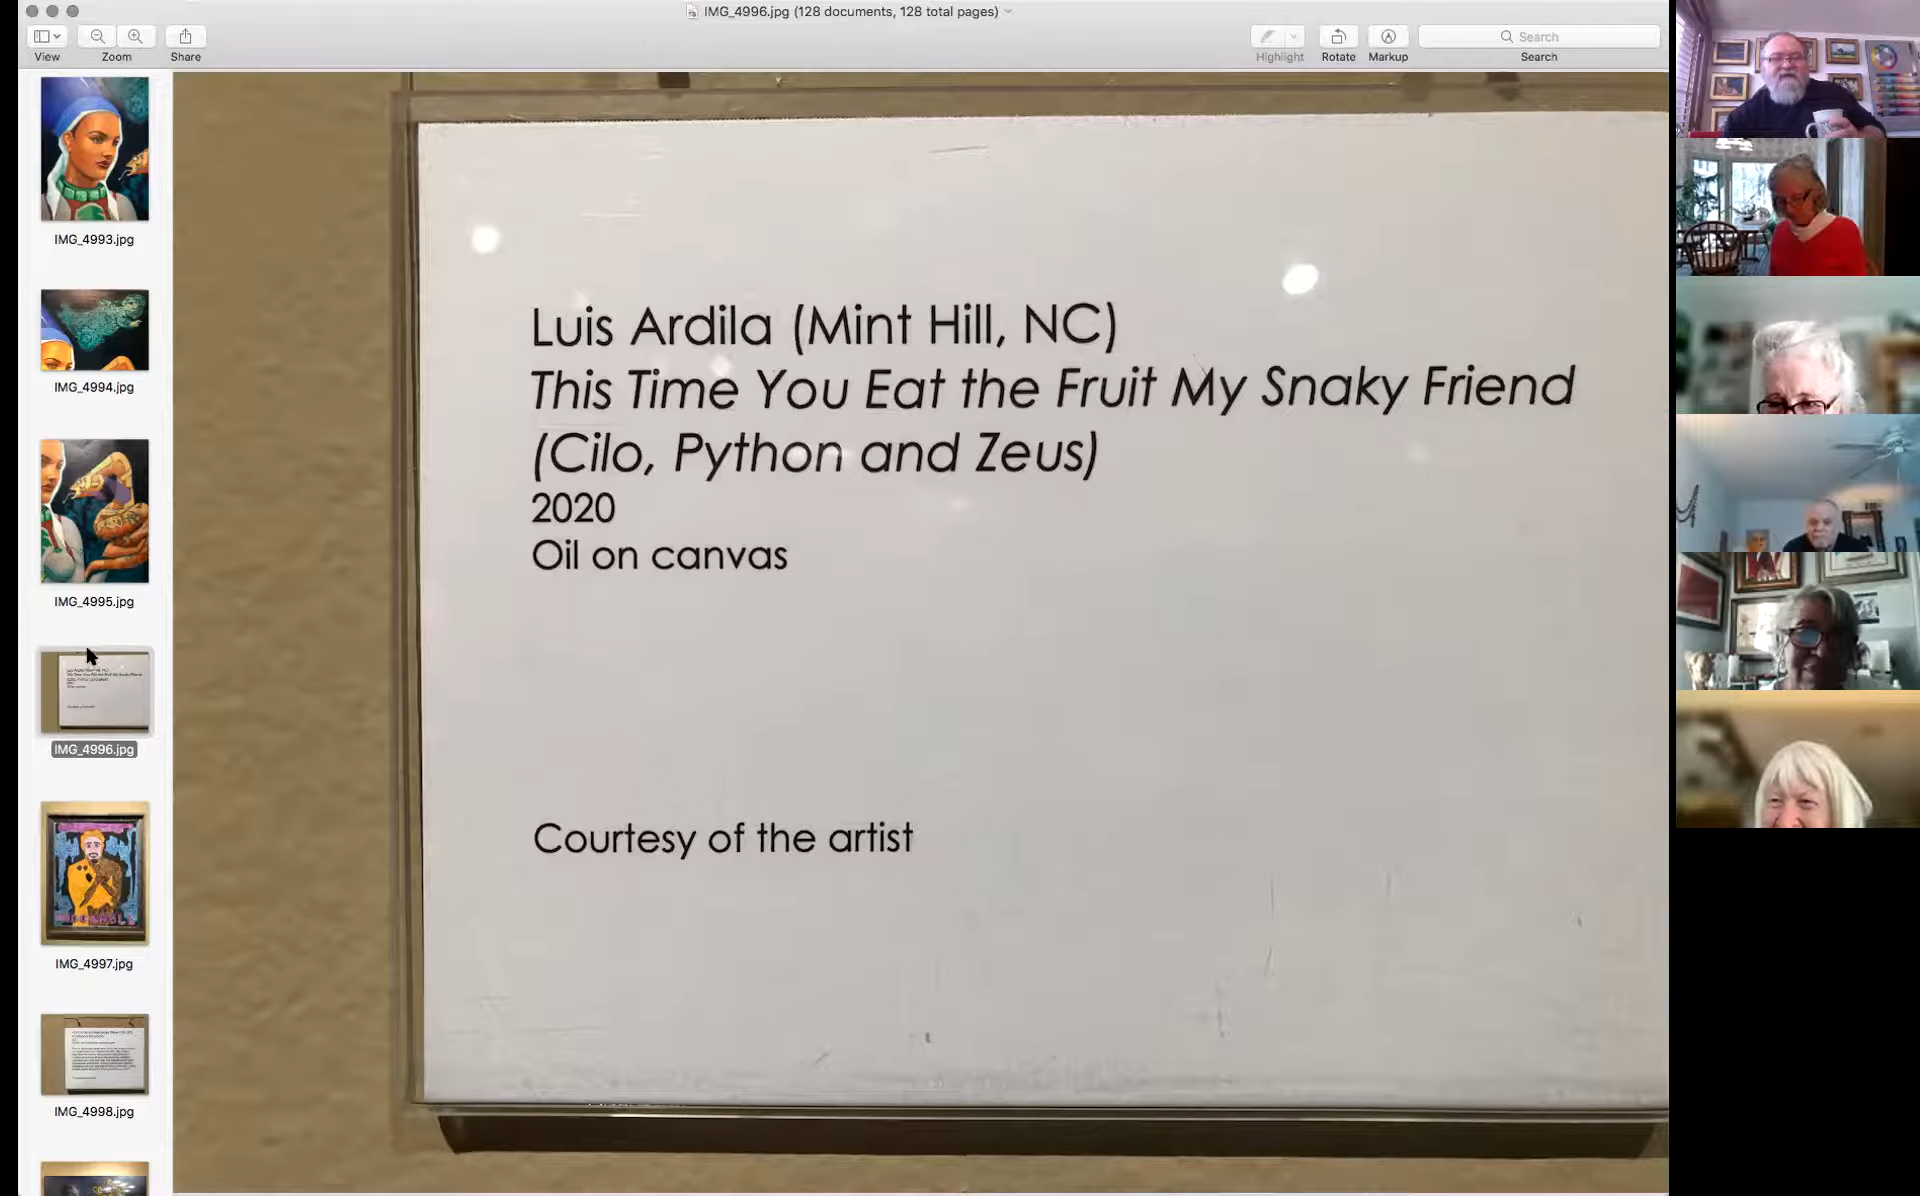 IMG_4996.jpg (128 documents, 128 total pages)
View
Zoom
Share
Highlight
Rotate
Markup
Search
Search
IMG_4993.jpg
IMG_4994.jpg
IMG_4995.jpg
IMG_4996.jpg
IMG_4997.jpg
IMG_4998.jpg
Luis Ardila (Mint Hill, NC)
This Time You Eat the Fruit My Snaky Friend
(Cilo, Python and Zeus)
2020
Oil on canvas
Courtesy of the artist